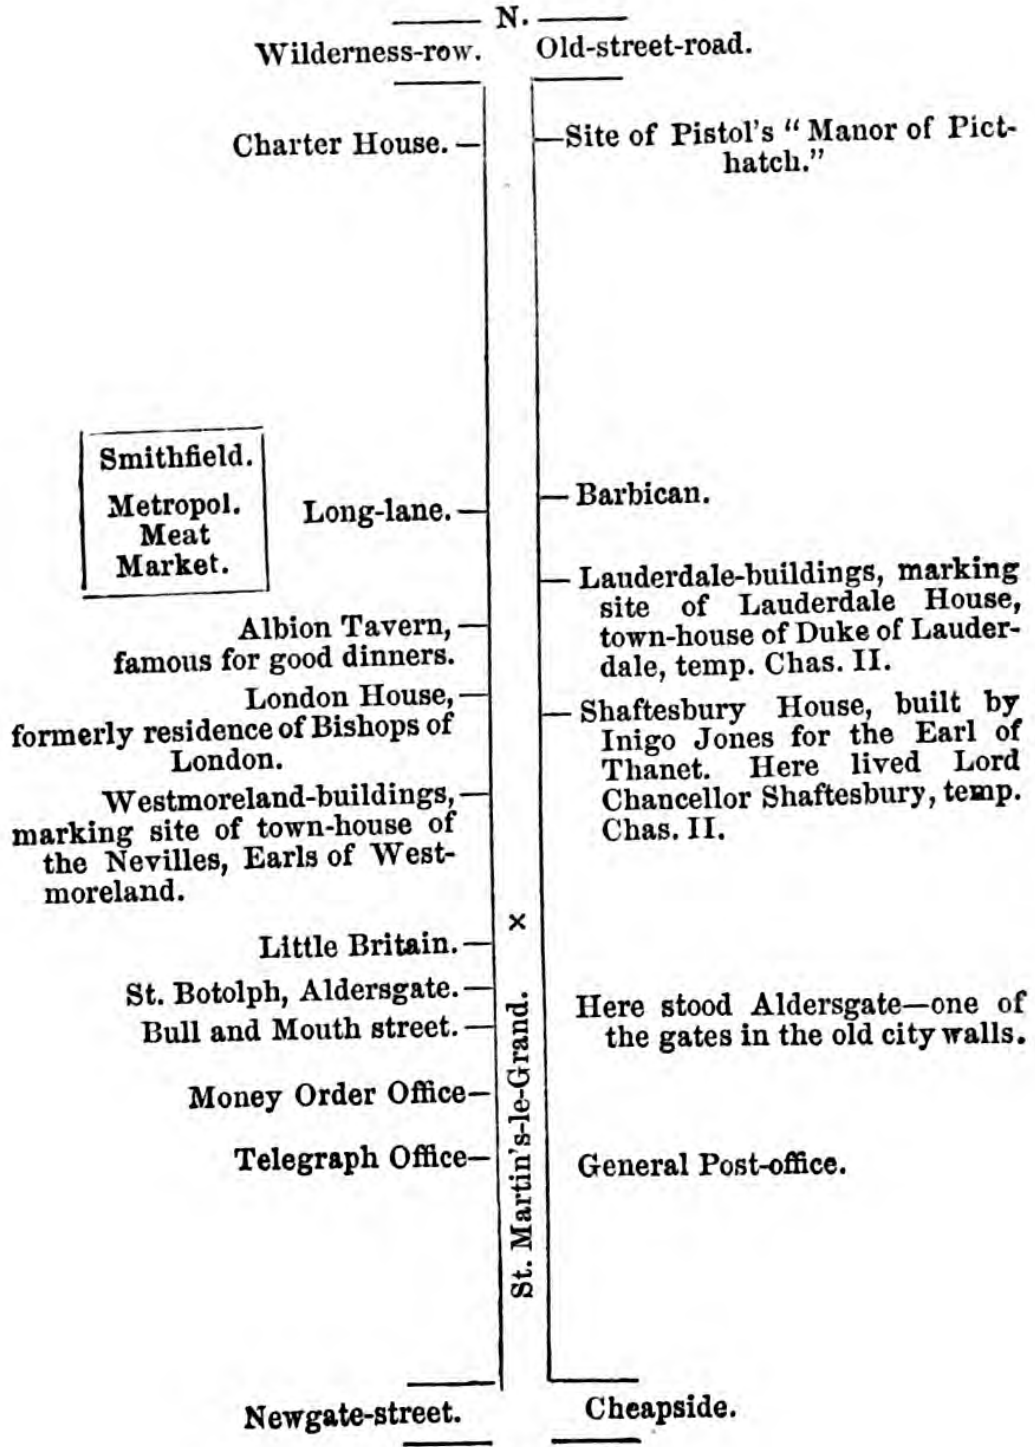 N.
Wilderness-row. Old-street-road.
Charter House.
Site of Pistol's "Manor of Pict-
hatch."
Smithfield.
Metropol.
Meat
Market.
Long-lane.
Barbican.
Lauderdale-buildings, marking
site of Lauderdale House,
town-house of Duke of Lauder-
dale, temp. Chas. II.
Albion Tavern,
famous for good dinners.
London House,
formerly residence of Bishops of
London.
Shaftesbury House, built by
Inigo Jones for the Earl of
Thanet. Here lived Lord
Chancellor Shaftesbury, temp.
Chas. II.
Westmoreland-buildings,
marking site of town-house of
the Nevilles, Earls of West-
moreland.
×
Little Britain.
St. Botolph, Aldersgate.
Bull and Mouth street.
Here stood Aldersgate—one of
the gates in the old city walls.
Money Order Office
Telegraph Office
St. Martin's-le-Grand.
General Post-office.
Newgate-street. Cheapside.